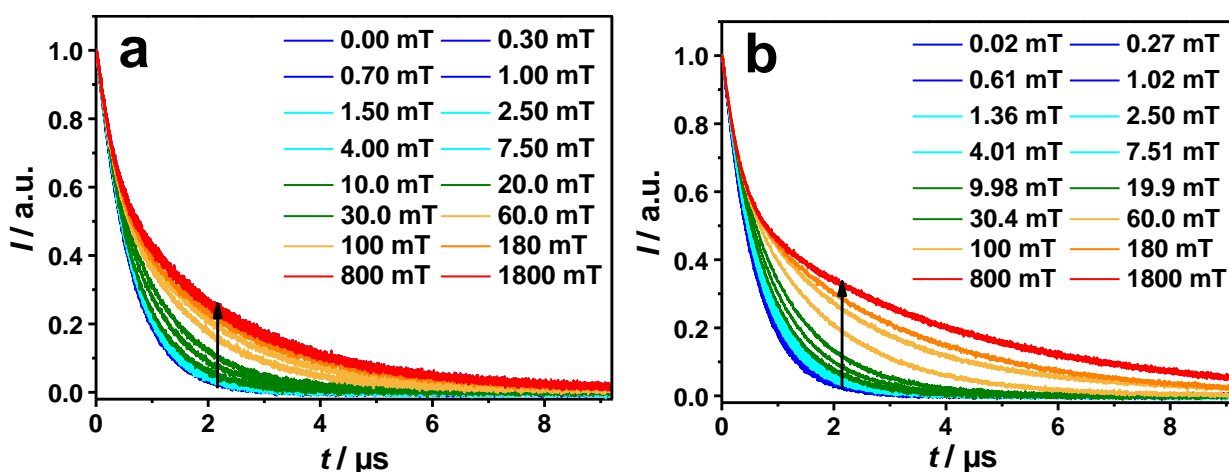 a
0.00 mT 0.30 mT
0.70 mT 1.00 mT
1.50 mT 2.50 mT
4.00 mT 7.50 mT
10.0 mT 20.0 mT
30.0 mT 60.0 mT
100 mT 180 mT
800 mT 1800 mT
I / a.u.
1.0
0.8
0.6
0.4
0.2
0.0
0 2 4 6 8
t / µs
b
0.02 mT 0.27 mT
0.61 mT 1.02 mT
1.36 mT 2.50 mT
4.01 mT 7.51 mT
9.98 mT 19.9 mT
30.4 mT 60.0 mT
100 mT 180 mT
800 mT 1800 mT
I / a.u.
1.0
0.8
0.6
0.4
0.2
0.0
0 2 4 6 8
t / µs